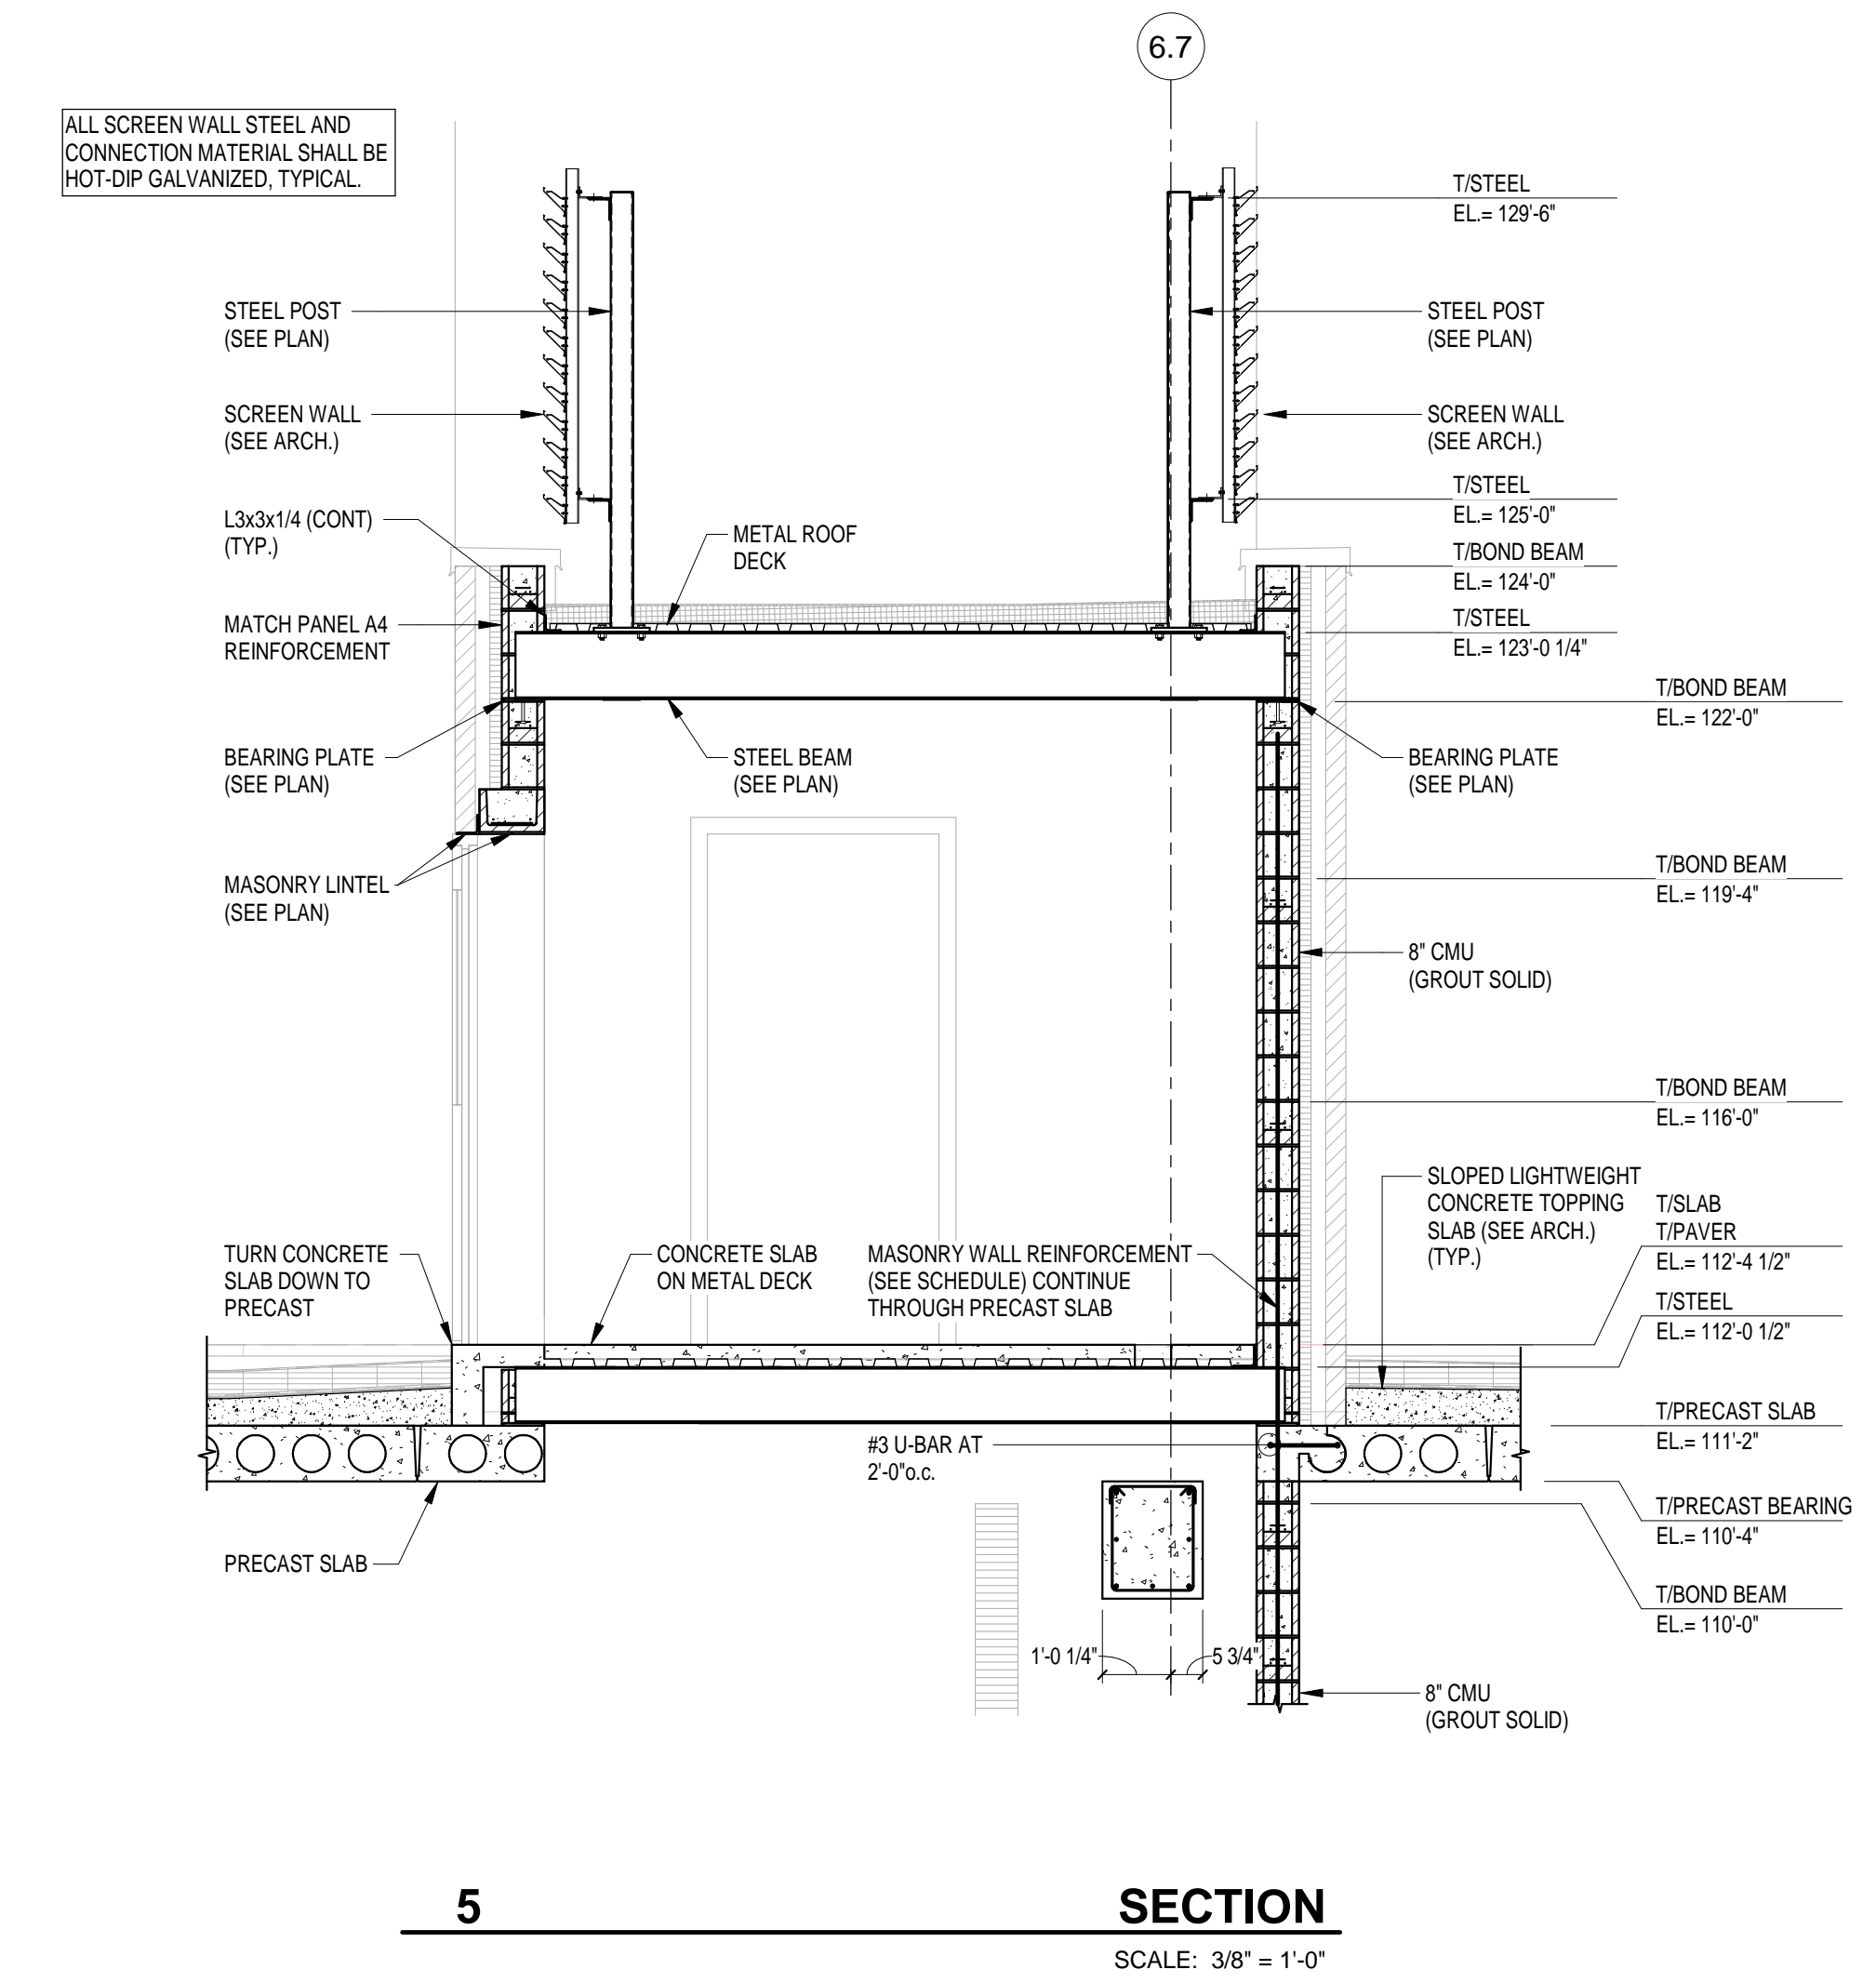 6.7
ALL SCREEN WALL STEEL AND
CONNECTION MATERIAL SHALL BE
HOT-DIP GALVANIZED, TYPICAL.
T/STEEL
EL.= 129'-6"
STEEL POST
(SEE PLAN)
STEEL POST
(SEE PLAN)
SCREEN WALL
(SEE ARCH.)
SCREEN WALL
(SEE ARCH.)
T/STEEL
EL.= 125'-0"
L3x3x1/4 (CONT)
(TYP.)
METAL ROOF
DECK
T/BOND BEAM
EL.= 124'-0"
MATCH PANEL A4
REINFORCEMENT
T/STEEL
EL.= 123'-0 1/4"
T/BOND BEAM
EL.= 122'-0"
BEARING PLATE
(SEE PLAN)
STEEL BEAM
(SEE PLAN)
BEARING PLATE
(SEE PLAN)
MASONRY LINTEL
(SEE PLAN)
T/BOND BEAM
EL.= 119'-4"
8" CMU
(GROUT SOLID)
T/BOND BEAM
EL.= 116'-0"
SLOPED LIGHTWEIGHT
CONCRETE TOPPING
SLAB (SEE ARCH.)
(TYP.)
T/SLAB
T/PAVER
EL.= 112'-4 1/2"
TURN CONCRETE
SLAB DOWN TO
PRECAST
CONCRETE SLAB
ON METAL DECK
MASONRY WALL REINFORCEMENT
(SEE SCHEDULE) CONTINUE
THROUGH PRECAST SLAB
T/STEEL
EL.= 112'-0 1/2"
T/PRECAST SLAB
EL.= 111'-2"
#3 U-BAR AT
2'-0"o.c.
T/PRECAST BEARING
EL.= 110'-4"
PRECAST SLAB
T/BOND BEAM
EL.= 110'-0"
1'-0 1/4"
5 3/4"
8" CMU
(GROUT SOLID)
5
SECTION
SCALE: 3/8" = 1'-0"